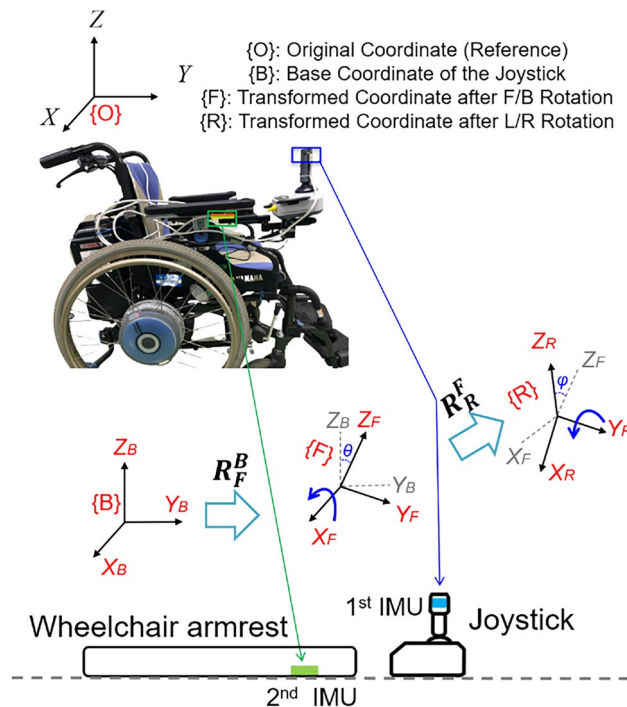 Z
Y
X
{O}
{O}: Original Coordinate (Reference)
{B}: Base Coordinate of the Joystick
{F}: Transformed Coordinate after F/B Rotation
{R}: Transformed Coordinate after L/R Rotation
YAMAHA
Z_R
Z_F
φ
{R}
R_R^F
X_F
Y_R
X_R
Z_B
Z_F
{F}
θ
Y_B
Y_F
X_F
Z_B
{B}
Y_B
X_B
R_F^B
1st IMU
Joystick
Wheelchair armrest
2nd IMU